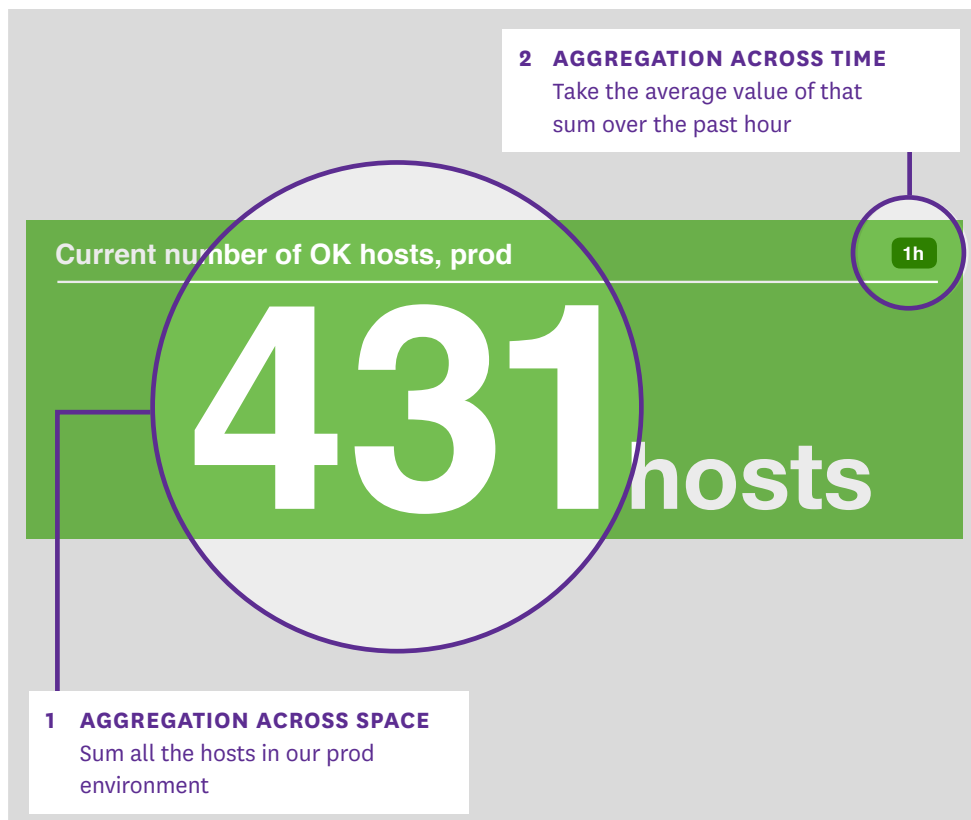 2 AGGREGATION ACROSS TIME
Take the average value of that
sum over the past hour
Current number of OK hosts, prod
1h
431 hosts
1 AGGREGATION ACROSS SPACE
Sum all the hosts in our prod
environment